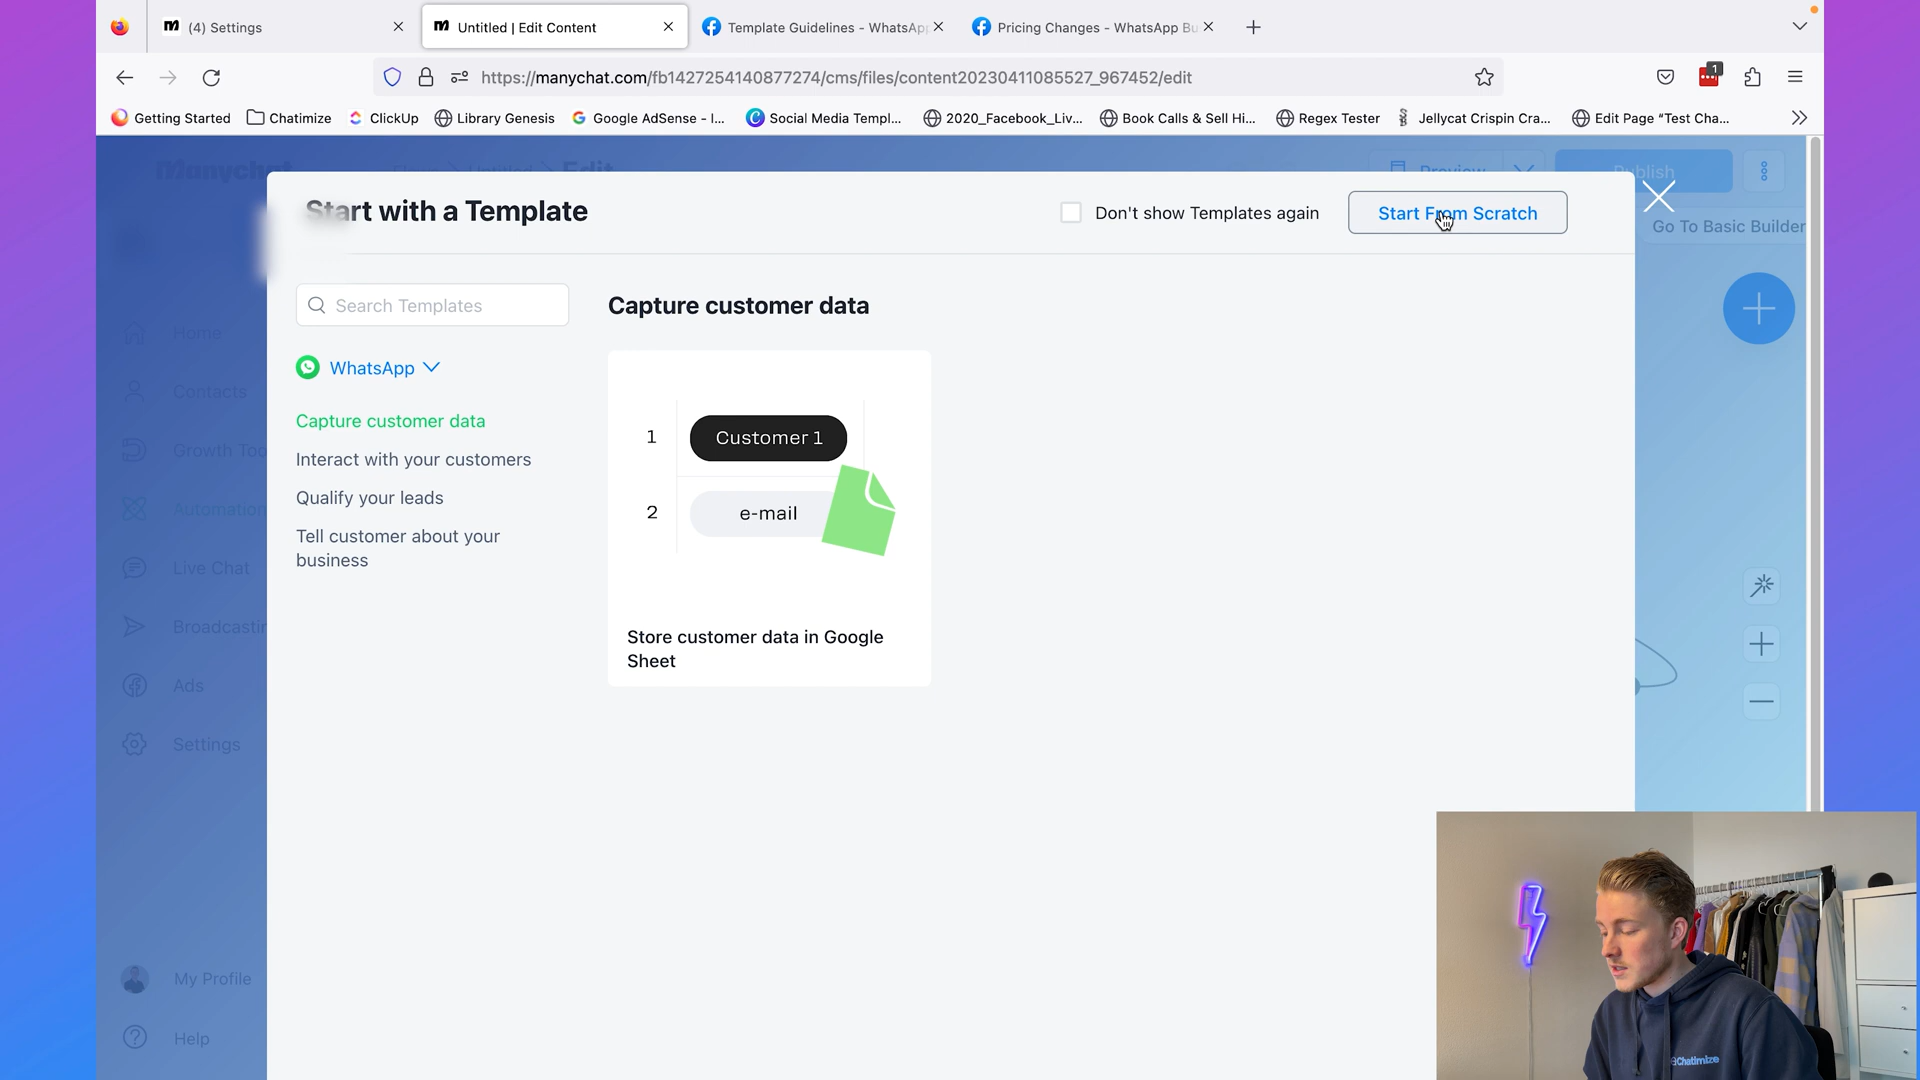 (4) Settings
Untitled | Edit Content
Template Guidelines - WhatsApp
Pricing Changes - WhatsApp Bu
https://manychat.com/fb1427254140877274/cms/files/content20230411085527_967452/edit
1
Getting Started
Chatimize
ClickUp
Library Genesis
Google AdSense - I...
Social Media Templ...
2020_Facebook_Liv...
Book Calls & Sell Hi...
Regex Tester
Jellycat Crispin Cra...
Edit Page “Test Cha...
Manychat
Edit
Preview
Publish
Start with a Template
Don't show Templates again
Start From Scratch
Go To Basic Builder
Search Templates
Capture customer data
WhatsApp
Capture customer data
Interact with your customers
Qualify your leads
Tell customer about your
business
1
Customer 1
2
e-mail
Store customer data in Google
Sheet
Home
Contacts
Growth Too
Automation
Live Chat
Broadcastin
Ads
Settings
My Profile
Help
Chatimize